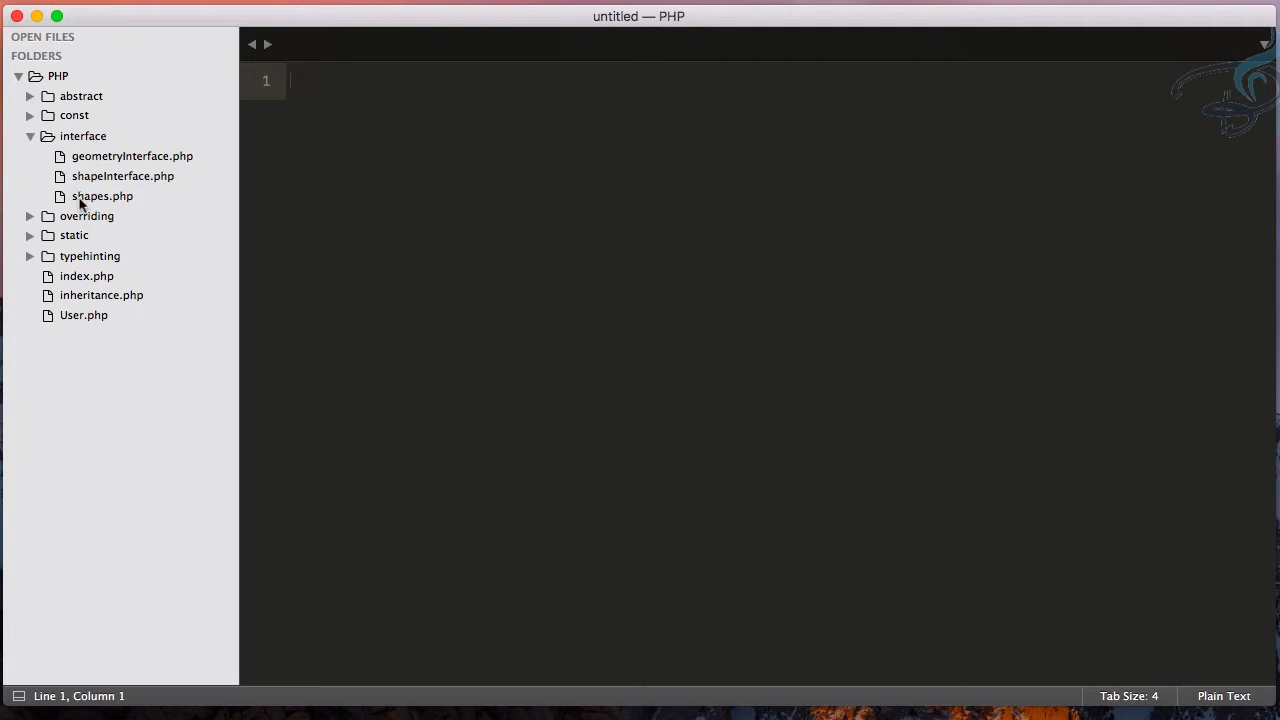 untitled — PHP
OPEN FILES
FOLDERS
PHP
abstract
const
interface
geometryInterface.php
shapeInterface.php
shapes.php
overriding
static
typehinting
index.php
inheritance.php
User.php
1
Line 1, Column 1
Tab Size: 4
Plain Text